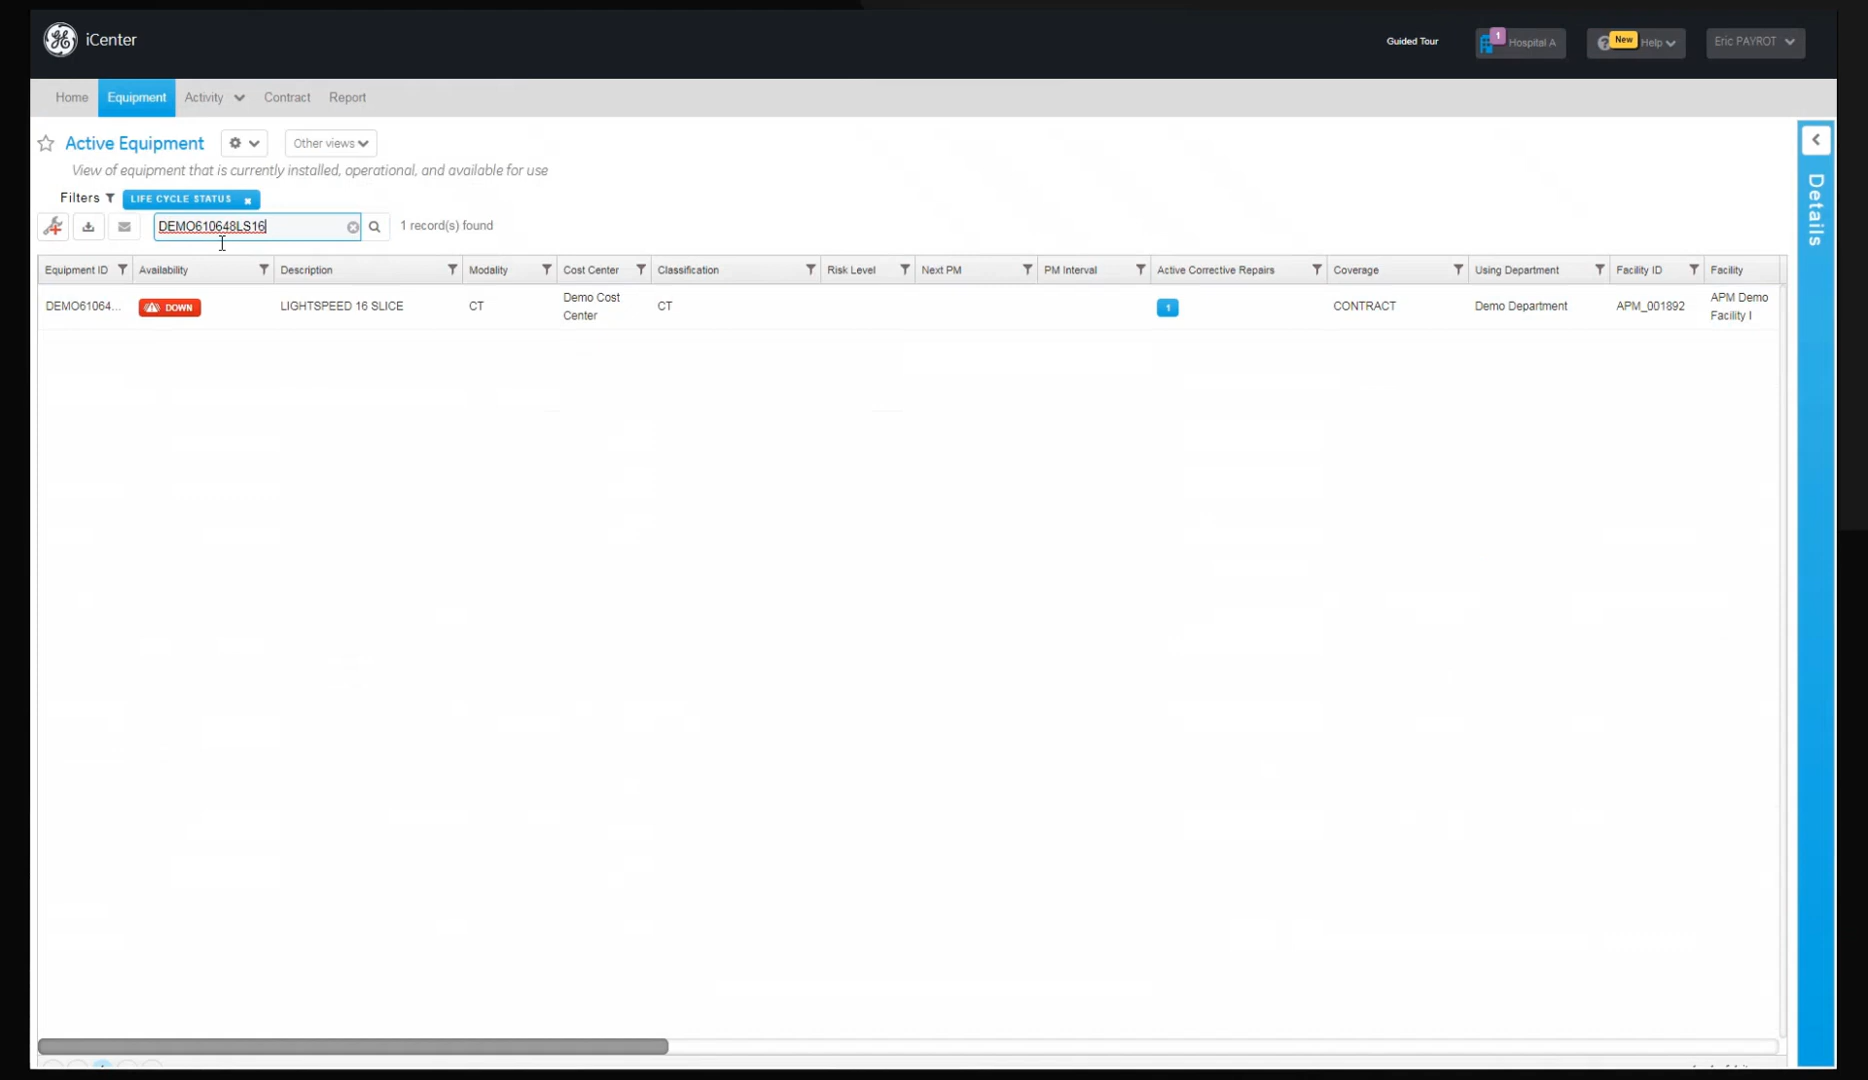 iCenter
Guided Tour
1
Hospital A
New
Help
Eric PAYROT
Home
Equipment
Activity
Contract
Report
Active Equipment
Other views
View of equipment that is currently installed, operational, and available for use
Filters
LIFE CYCLE STATUS
DEMO610648LS16
1 record(s) found
Equipment ID
Availability
Description
Modality
Cost Center
Classification
Risk Level
Next PM
PM Interval
Active Corrective Repairs
Coverage
Using Department
Facility ID
Facility
DEMO61064...
DOWN
LIGHTSPEED 16 SLICE
CT
Demo Cost
Center
CT
1
CONTRACT
Demo Department
APM_001892
APM Demo
Facility I
Details